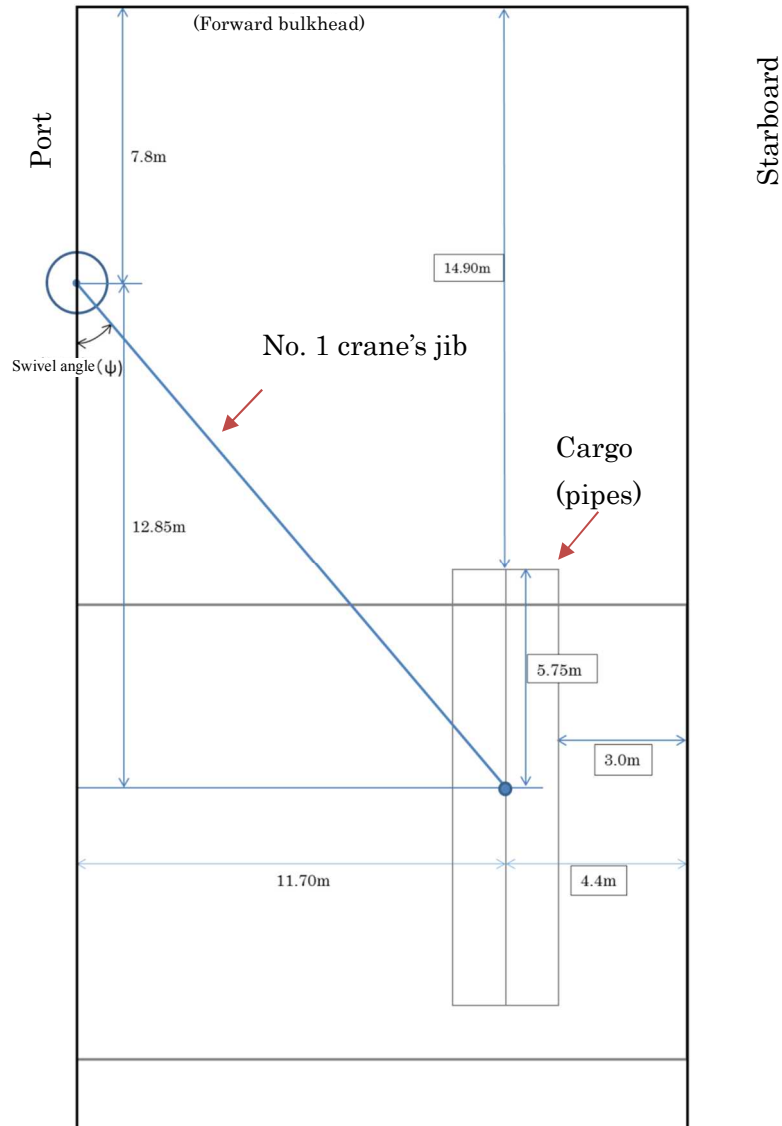 (Forward bulkhead)
Port
Starboard
7.8m
14.90m
No. 1 crane’s jib
Swivel angle(ψ)
Cargo
(pipes)
12.85m
5.75m
3.0m
11.70m
4.4m